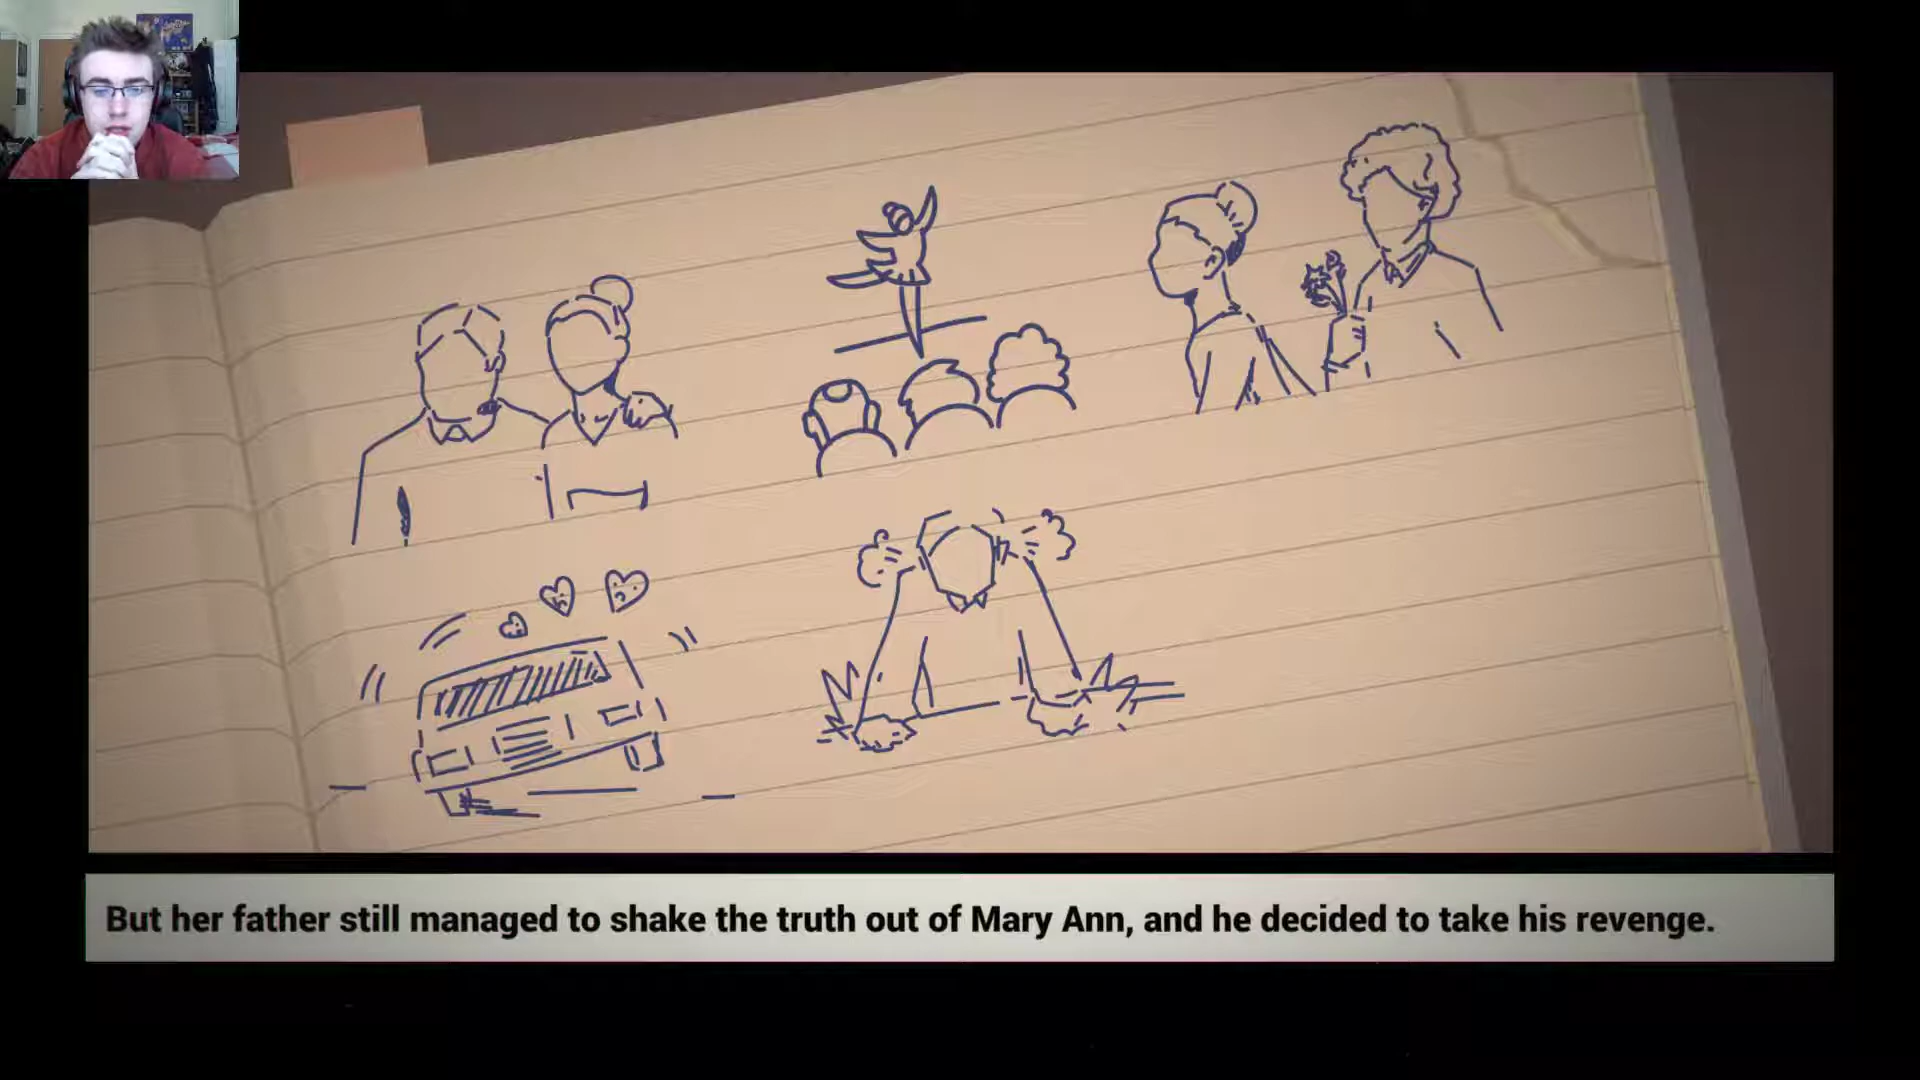 But her father still managed to shake the truth out of Mary Ann, and he decided to take his revenge.